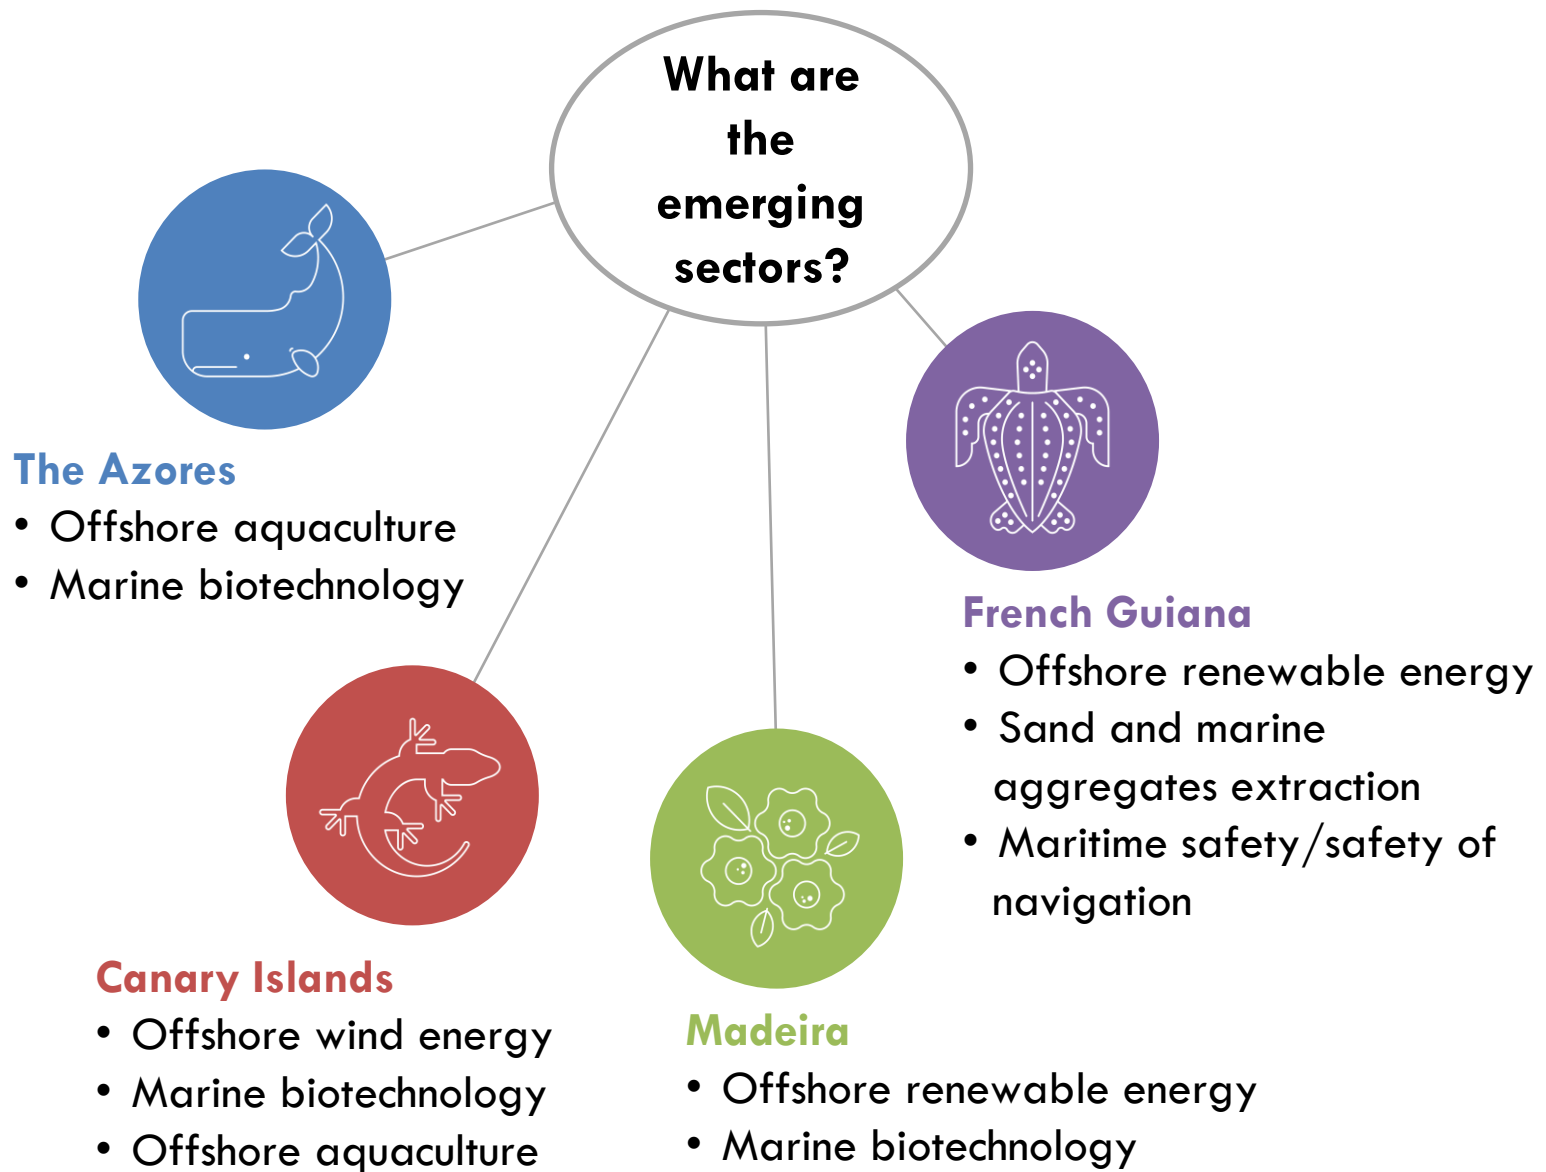 What are
the
emerging
sectors?
The Azores
• Offshore aquaculture
• Marine biotechnology
French Guiana
• Offshore renewable energy
• Sand and marine
aggregates extraction
• Maritime safety/safety of
navigation
Canary Islands
• Offshore wind energy
• Marine biotechnology
• Offshore aquaculture
Madeira
• Offshore renewable energy
• Marine biotechnology